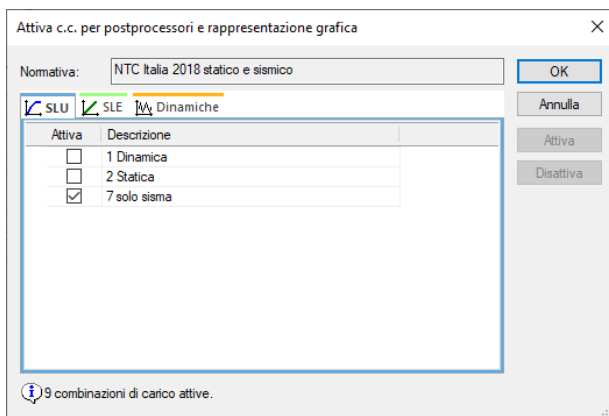 Attiva c.c. per postprocessori e rappresentazione grafica
Normativa: NTC Italia 2018 statico e sismico
OK
SLU SLE Dinamiche
Annulla
Attiva Descrizione
Attiva
1 Dinamica
2 Statica
Disattiva
7 solo sisma
9 combinazioni di carico attive.